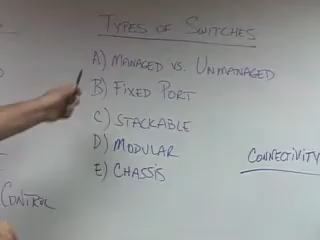 Types of Switches
A) Managed vs. Unmanaged
B) Fixed Port
C) Stackable
D) Modular
E) Chassis
Connectivity
Control